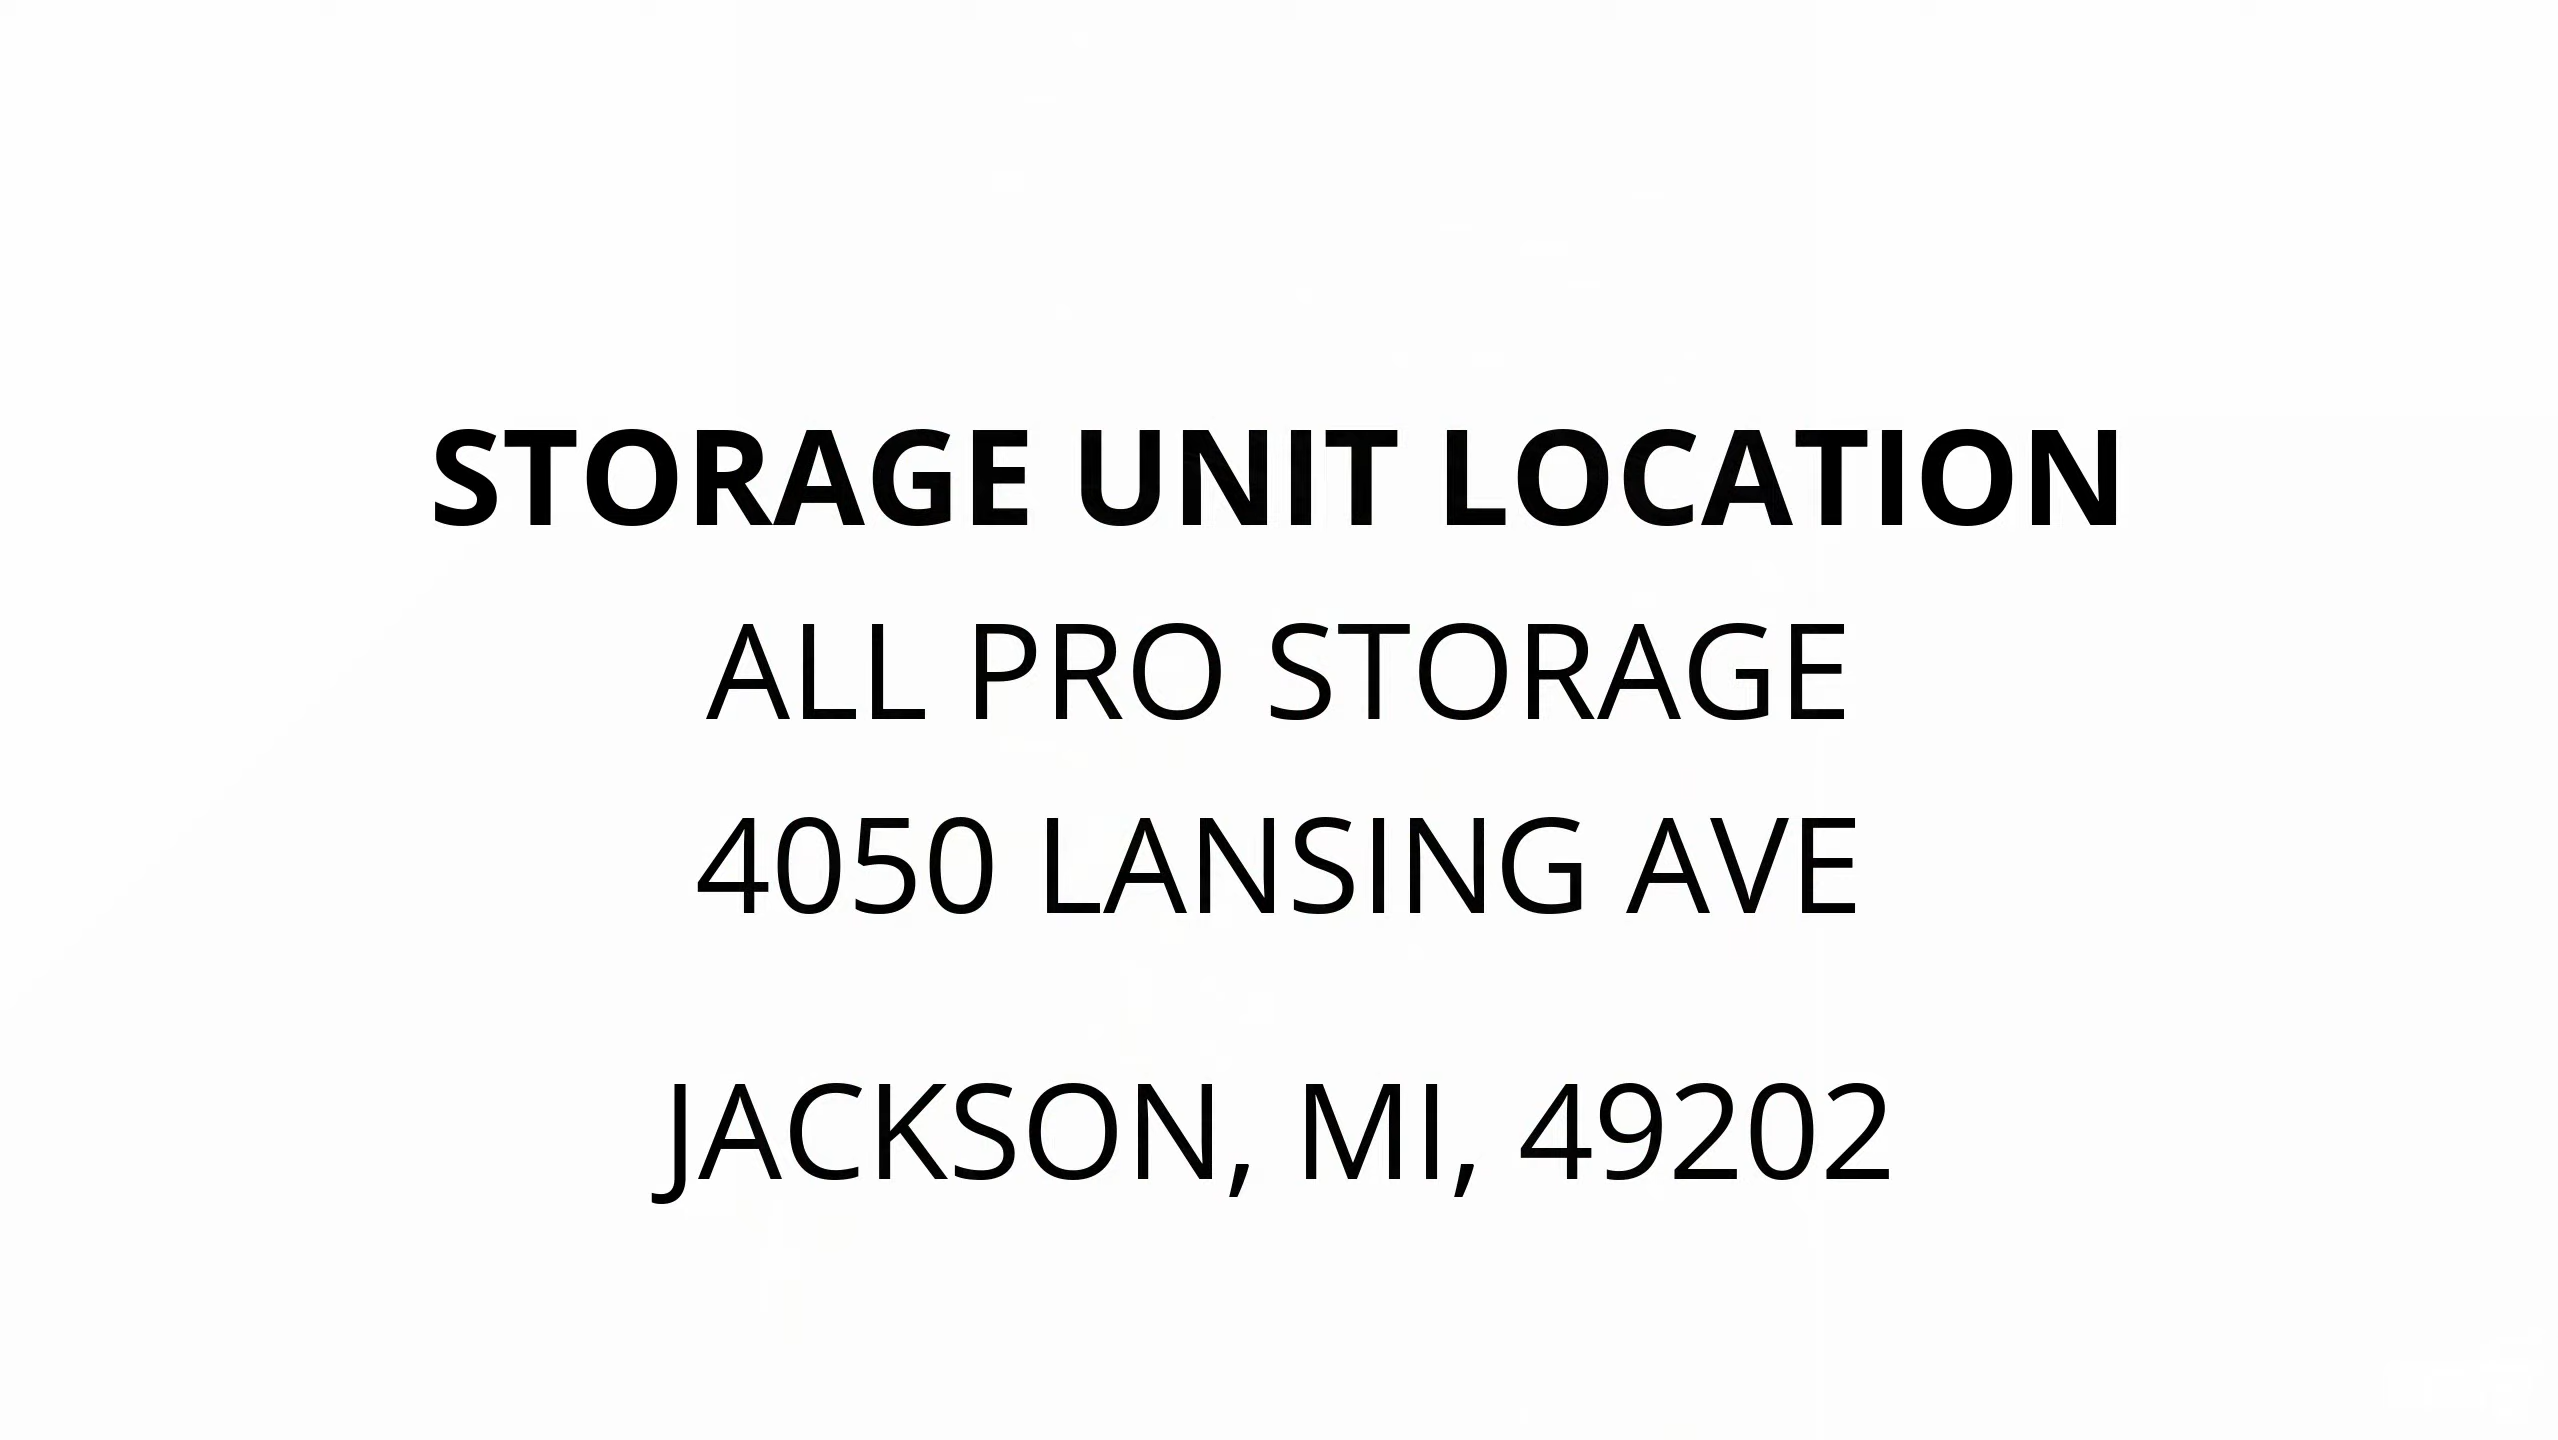 STORAGE UNIT LOCATION
ALL PRO STORAGE
4050 LANSING AVE
JACKSON, MI, 49202